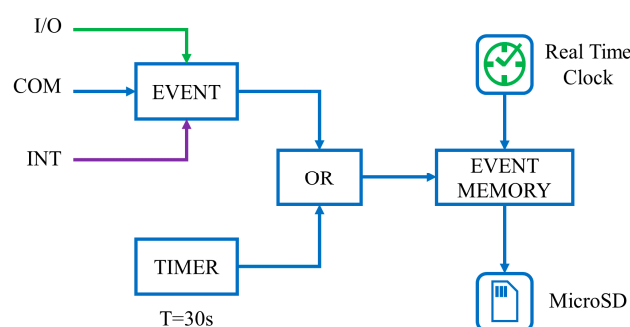 I/O
COM
INT
EVENT
Real Time
Clock
OR
EVENT
MEMORY
TIMER
T=30s
MicroSD